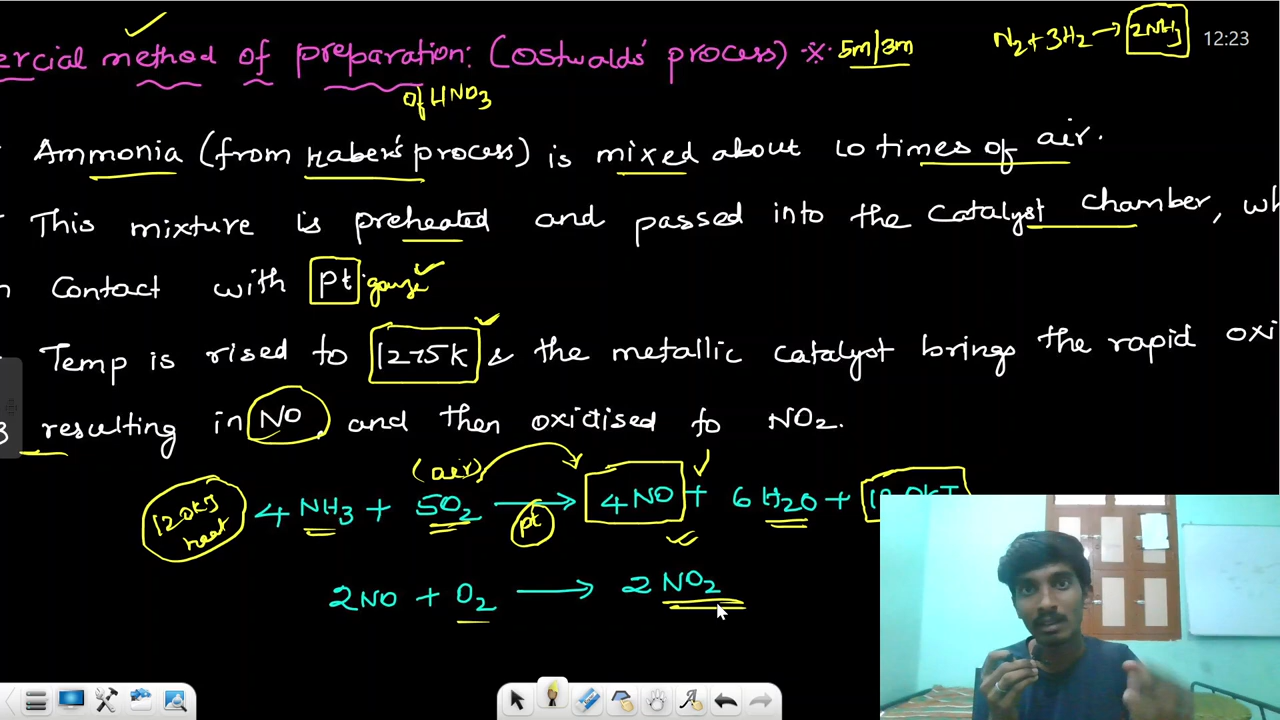 ercial method of preparation: (Ostwald's process) ※ 5m/3m
N2 + 3H2 → 2NH3
12:23
of HNO3
Ammonia (from Haber's process) is mixed about 10 times of air.
This mixture is preheated and passed into the catalyst chamber, wh
n contact with pt gauze
Temp is rised to 1275k & the metallic catalyst brings the rapid oxi
resulting in NO and then oxidised to NO2.
(air)
120kJ heat 4 NH3 + 5O2 → 4NO + 6H2O + 120kJ
pt
2NO + O2 → 2NO2